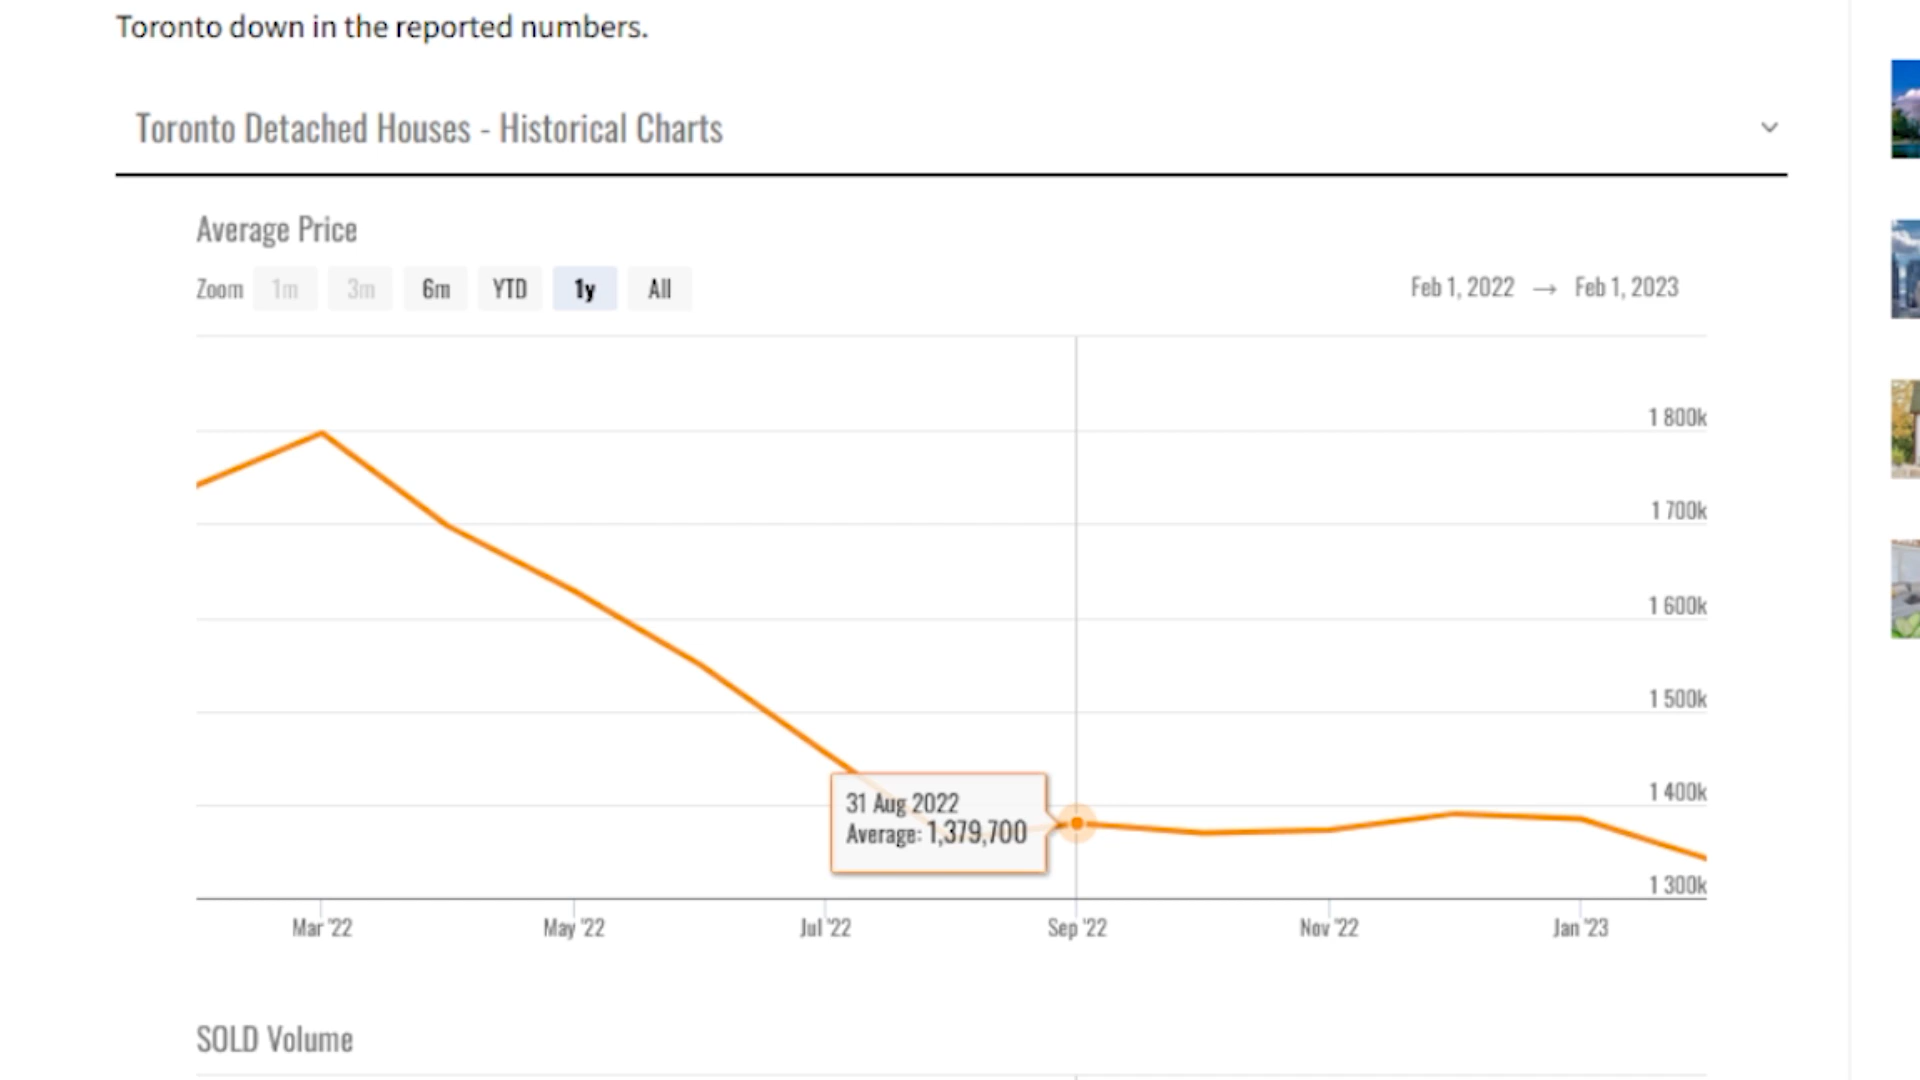 Toronto down in the reported numbers.
Toronto Detached Houses - Historical Charts
Average Price
Zoom 1m 3m 6m YTD 1y All Feb 1, 2022 → Feb 1, 2023
1 800k
1 700k
1 600k
1 500k
1 400k
31 Aug 2022
Average: 1,379,700
1 300k
Mar '22 May '22 Jul '22 Sep '22 Nov '22 Jan '23
SOLD Volume